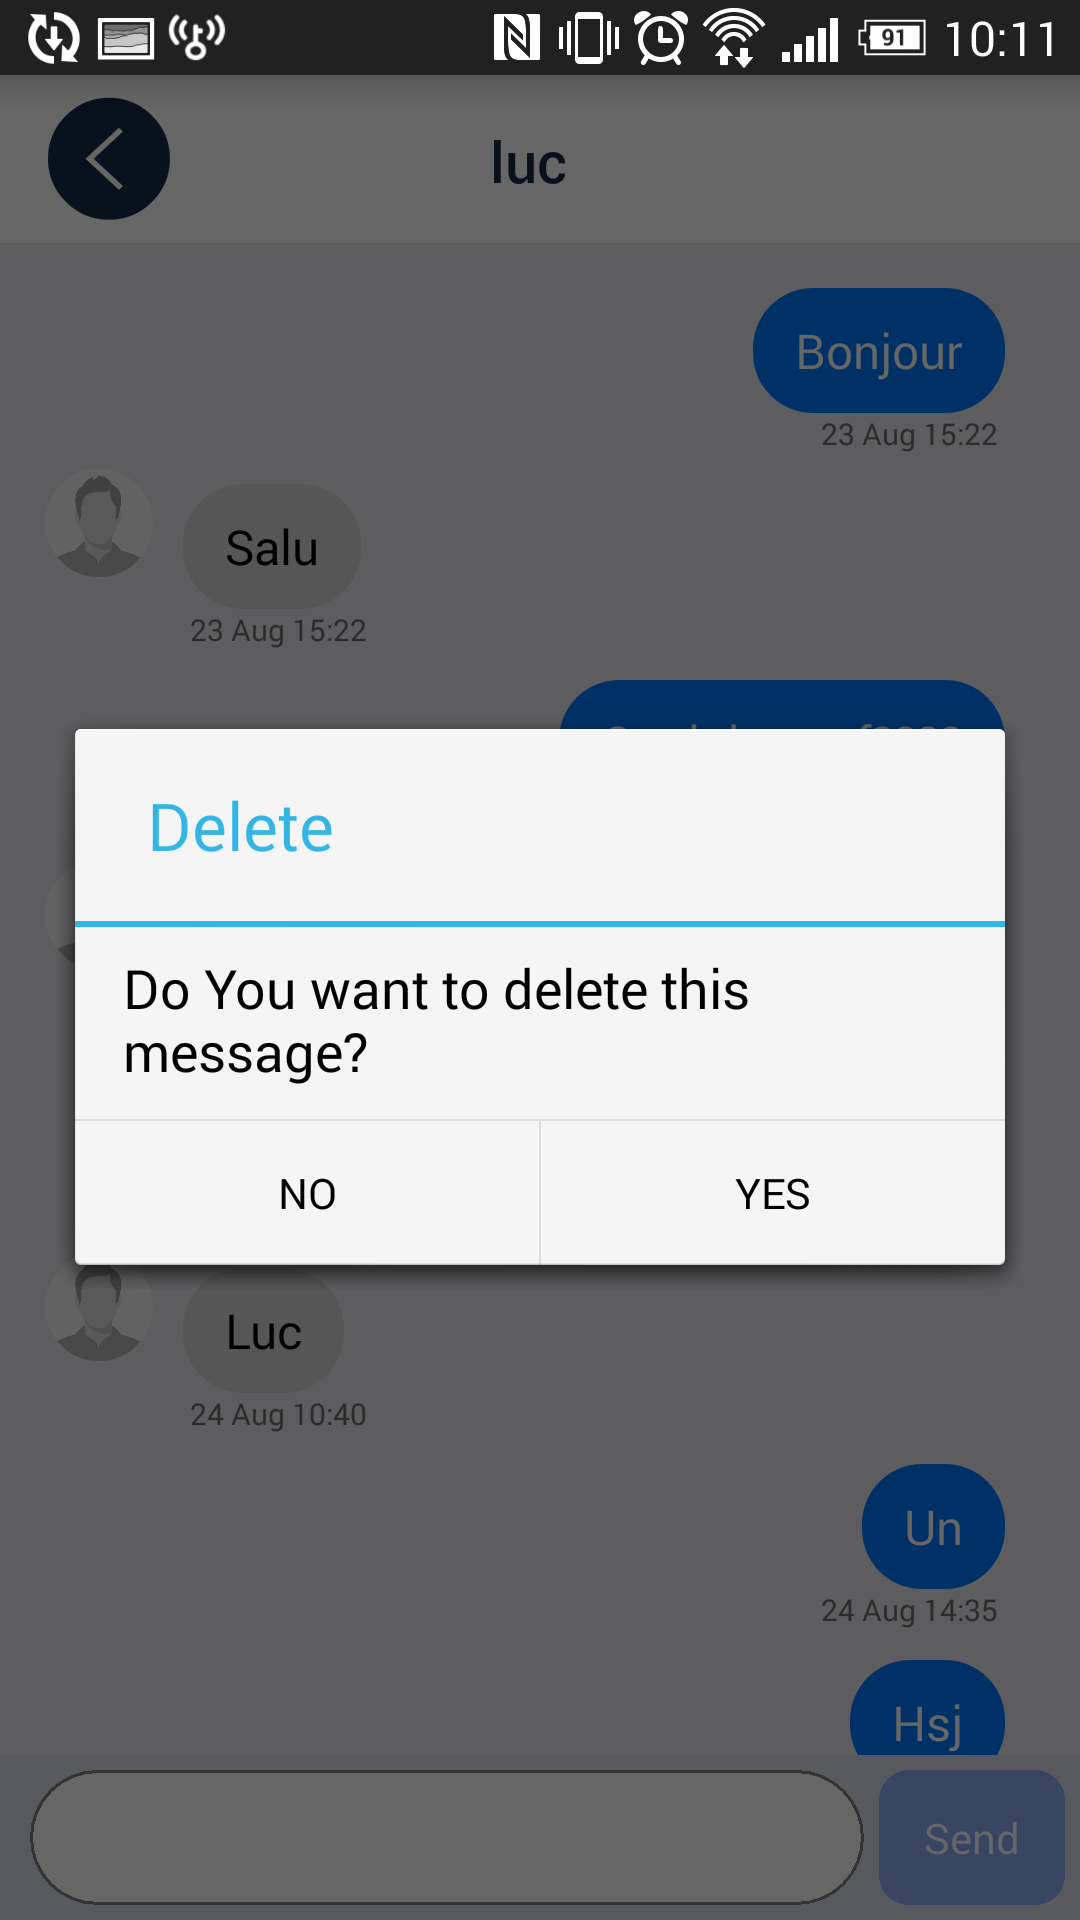 91 10:11
luc
Bonjour
23 Aug 15:22
Salu
23 Aug 15:22
Delete
Do You want to delete this
message?
NO YES
Luc
24 Aug 10:40
Un
24 Aug 14:35
Hsj
Send